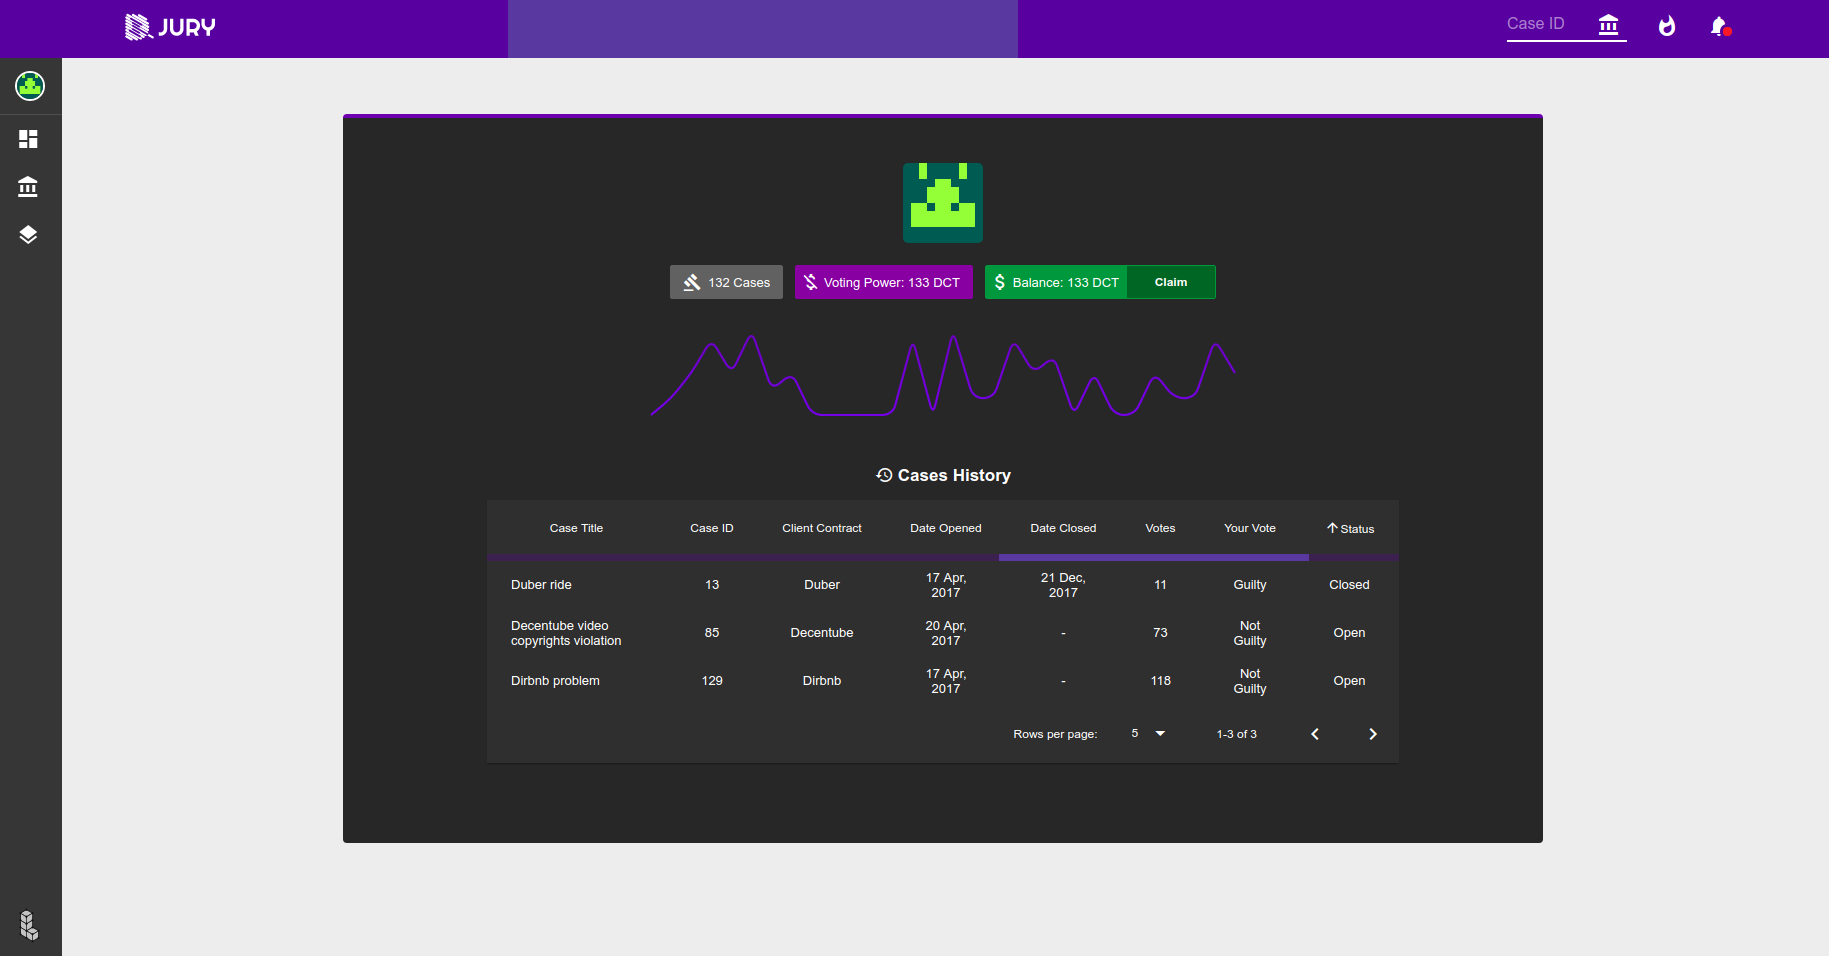 JURY
Case ID
132 Cases
Voting Power: 133 DCT
Balance: 133 DCT
Claim
Cases History
Case Title Case ID Client Contract Date Opened Date Closed Votes Your Vote Status
Duber ride 13 Duber 17 Apr, 2017 21 Dec, 2017 11 Guilty Closed
Decentube video copyrights violation 85 Decentube 20 Apr, 2017 - 73 Not Guilty Open
Dirbnb problem 129 Dirbnb 17 Apr, 2017 - 118 Not Guilty Open
Rows per page: 5 1-3 of 3